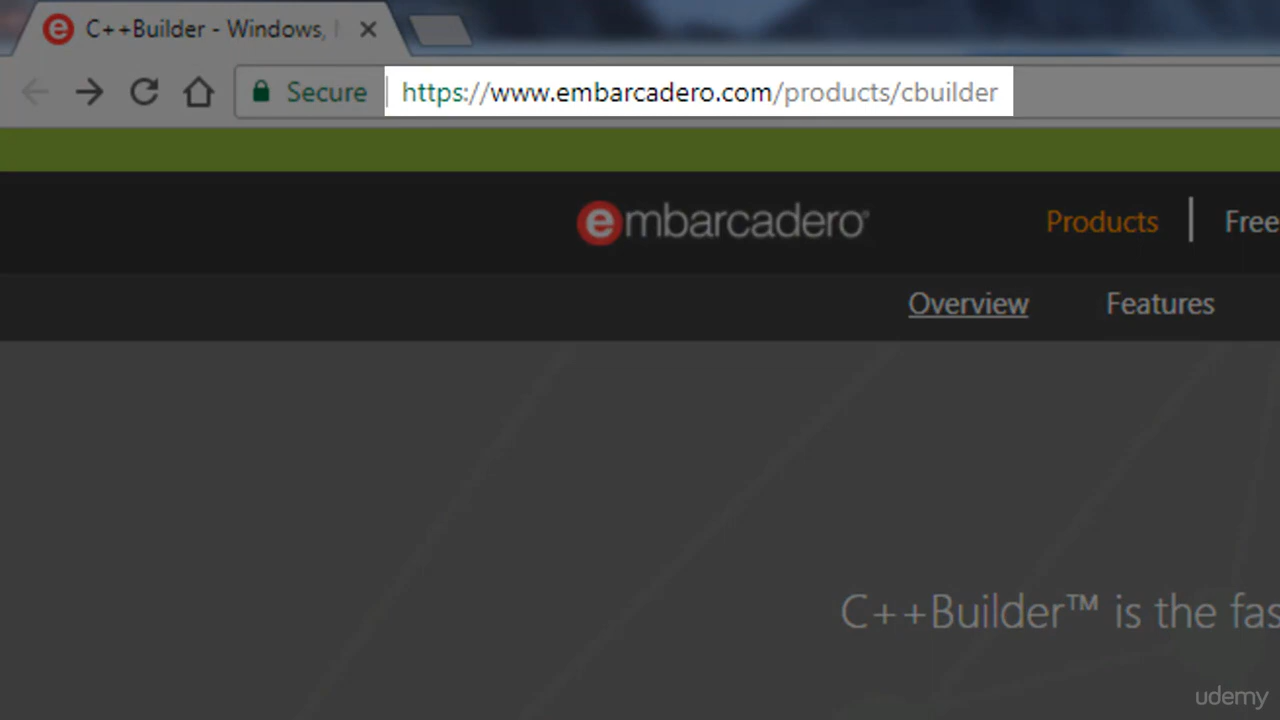 C++Builder - Windows,
Secure https://www.embarcadero.com/products/cbuilder
embarcadero Products Free
Overview Features
C++Builder™ is the fas
udemy